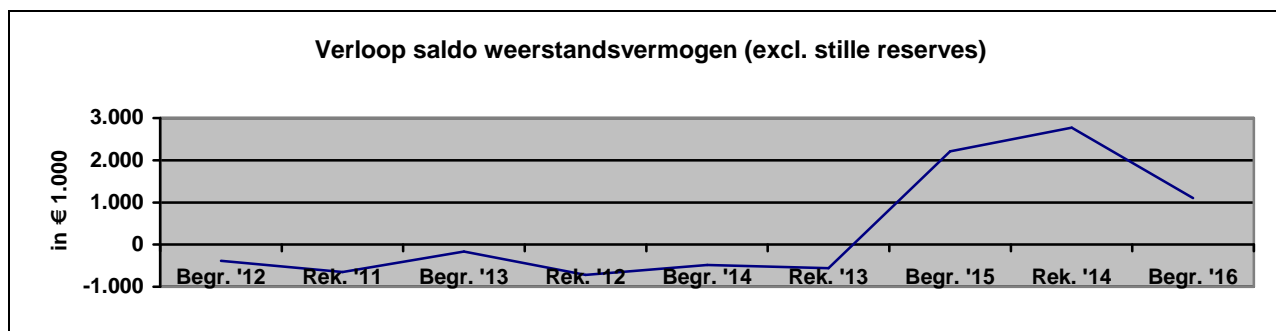 Verloop saldo weerstandsvermogen (excl. stille reserves)
in € 1.000
3.000
2.000
1.000
0
-1.000
Begr. '12 Rek. '11 Begr. '13 Rek. '12 Begr. '14 Rek. '13 Begr. '15 Rek. '14 Begr. '16